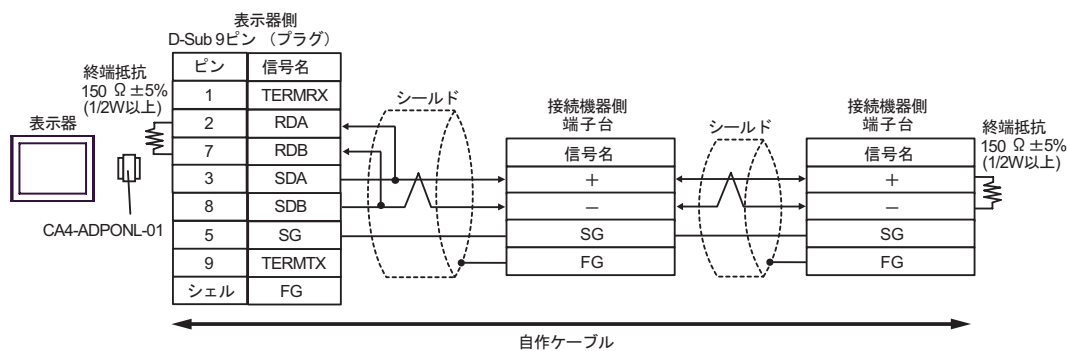 表示器側
D-Sub 9ピン （プラグ）
ピン 信号名
1 TERMRX
2 RDA
7 RDB
3 SDA
8 SDB
5 SG
9 TERMTX
シェル FG
終端抵抗
150 Ω ±5%
(1/2W以上)
表示器
CA4-ADPONL-01
シールド
接続機器側
端子台
信号名
+
−
SG
FG
シールド
接続機器側
端子台
信号名
+
−
SG
FG
終端抵抗
150 Ω ±5%
(1/2W以上)
自作ケーブル